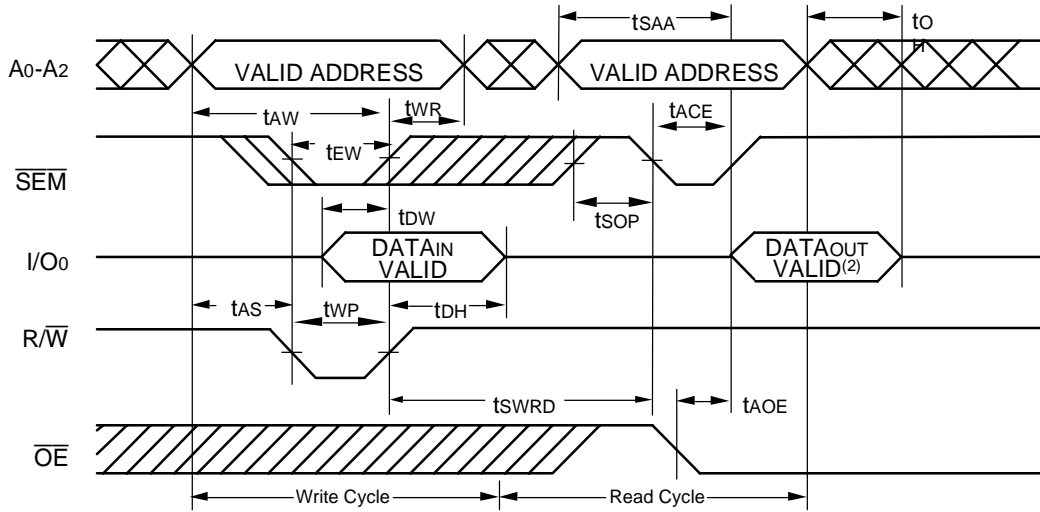 tSAA
tO
H
A0-A2
VALID ADDRESS
VALID ADDRESS
tAW
tWR
tACE
SEM
tEW
tDW
tSOP
I/O0
DATAIN
VALID
DATAOUT
VALID(2)
tAS
tWP
tDH
R/W
tSWRD
tAOE
OE
Write Cycle
Read Cycle